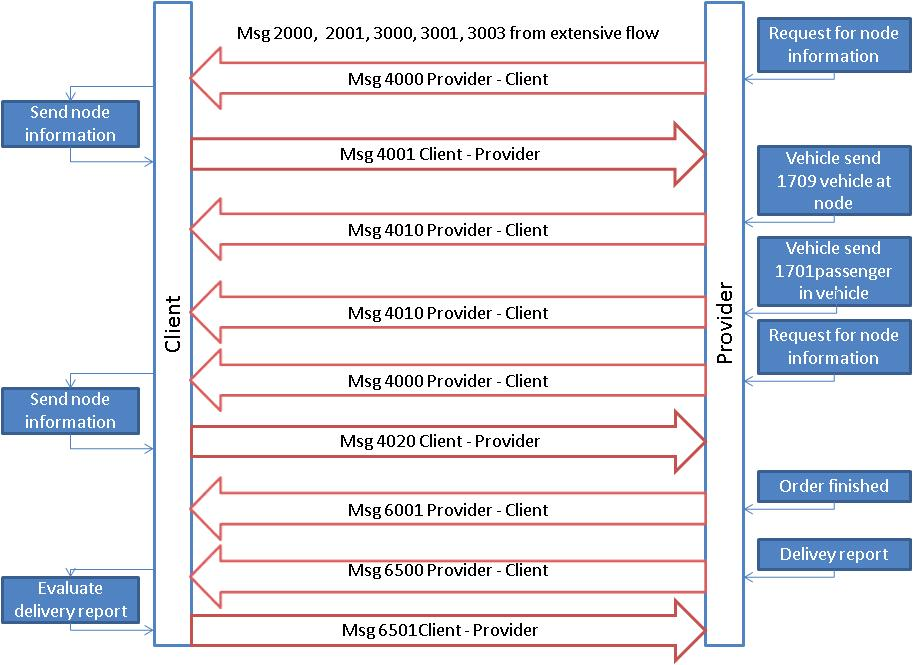 Msg 2000, 2001, 3000, 3001, 3003 from extensive flow
Request for node
information
Msg 4000 Provider - Client
Send node
information
Msg 4001 Client - Provider
Vehicle send
1709 vehicle at
node
Msg 4010 Provider - Client
Vehicle send
1701passenger
in vehicle
Client
Provider
Msg 4010 Provider - Client
Request for node
information
Msg 4000 Provider - Client
Send node
information
Msg 4020 Client - Provider
Order finished
Msg 6001 Provider - Client
Delivey report
Msg 6500 Provider - Client
Evaluate
delivery report
Msg 6501Client - Provider